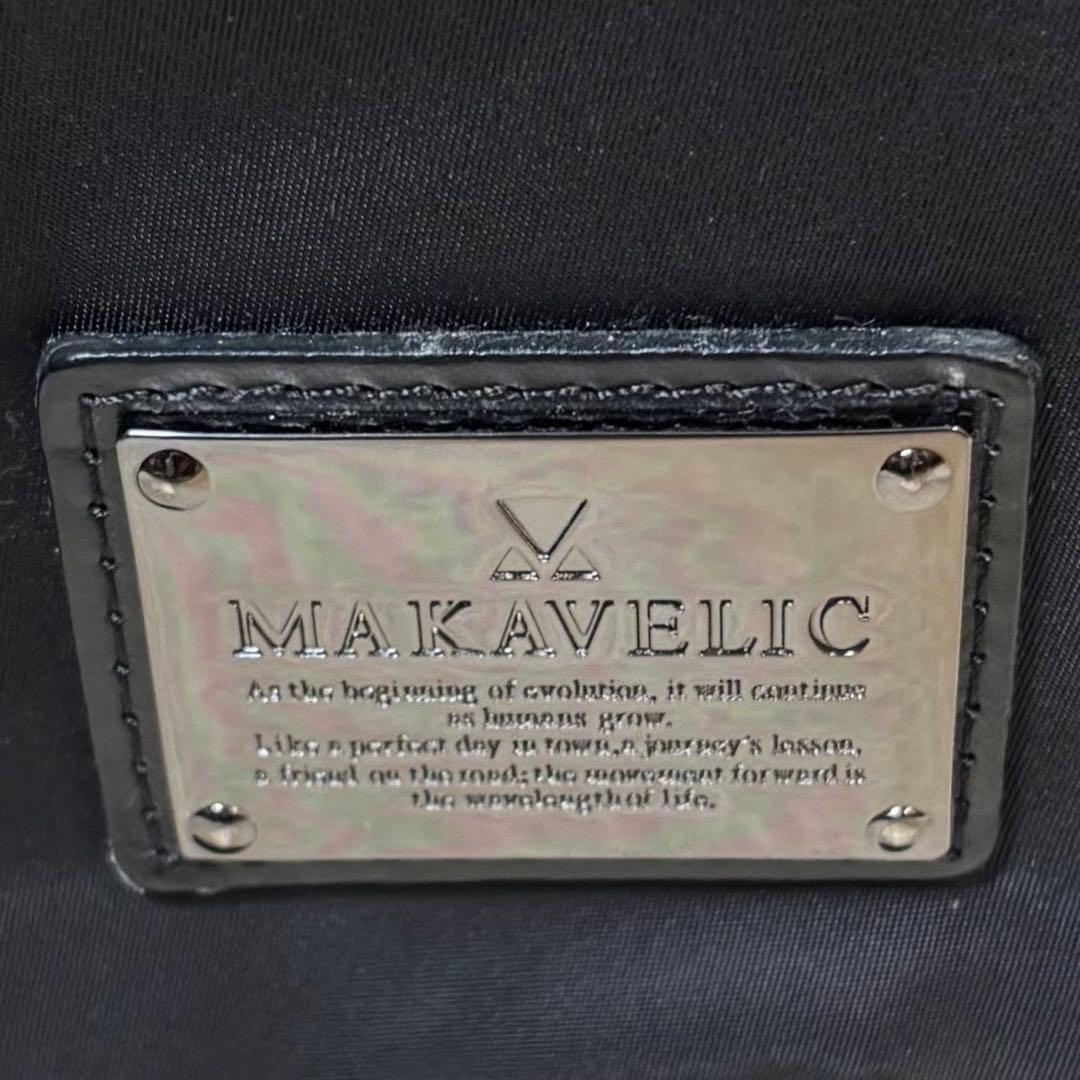 MAKAVELIC
As the beginning of evolution, it will continue
as humans grow.
Like a perfect day in town, a journey's lesson,
a friend on the road; the movement forward is
the wavelength of life.